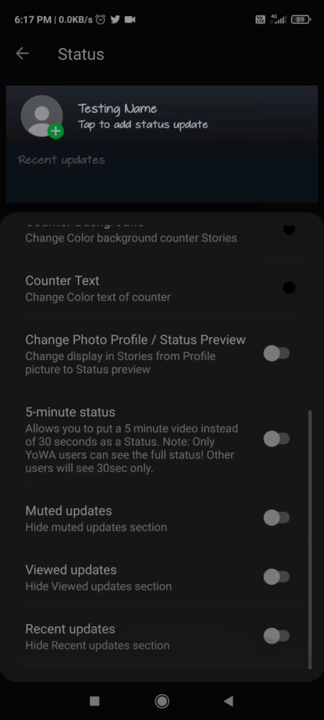 6:17 PM | 0.0KB/s
89
Status
Testing Name
Tap to add status update
Recent updates
Counter Background
Change Color background counter Stories
Counter Text
Change Color text of counter
Change Photo Profile / Status Preview
Change display in Stories from Profile
picture to Status preview
5-minute status
Allows you to put a 5 minute video instead
of 30 seconds as a Status. Note: Only
YoWA users can see the full status! Other
users will see 30sec only.
Muted updates
Hide muted updates section
Viewed updates
Hide Viewed updates section
Recent updates
Hide Recent updates section